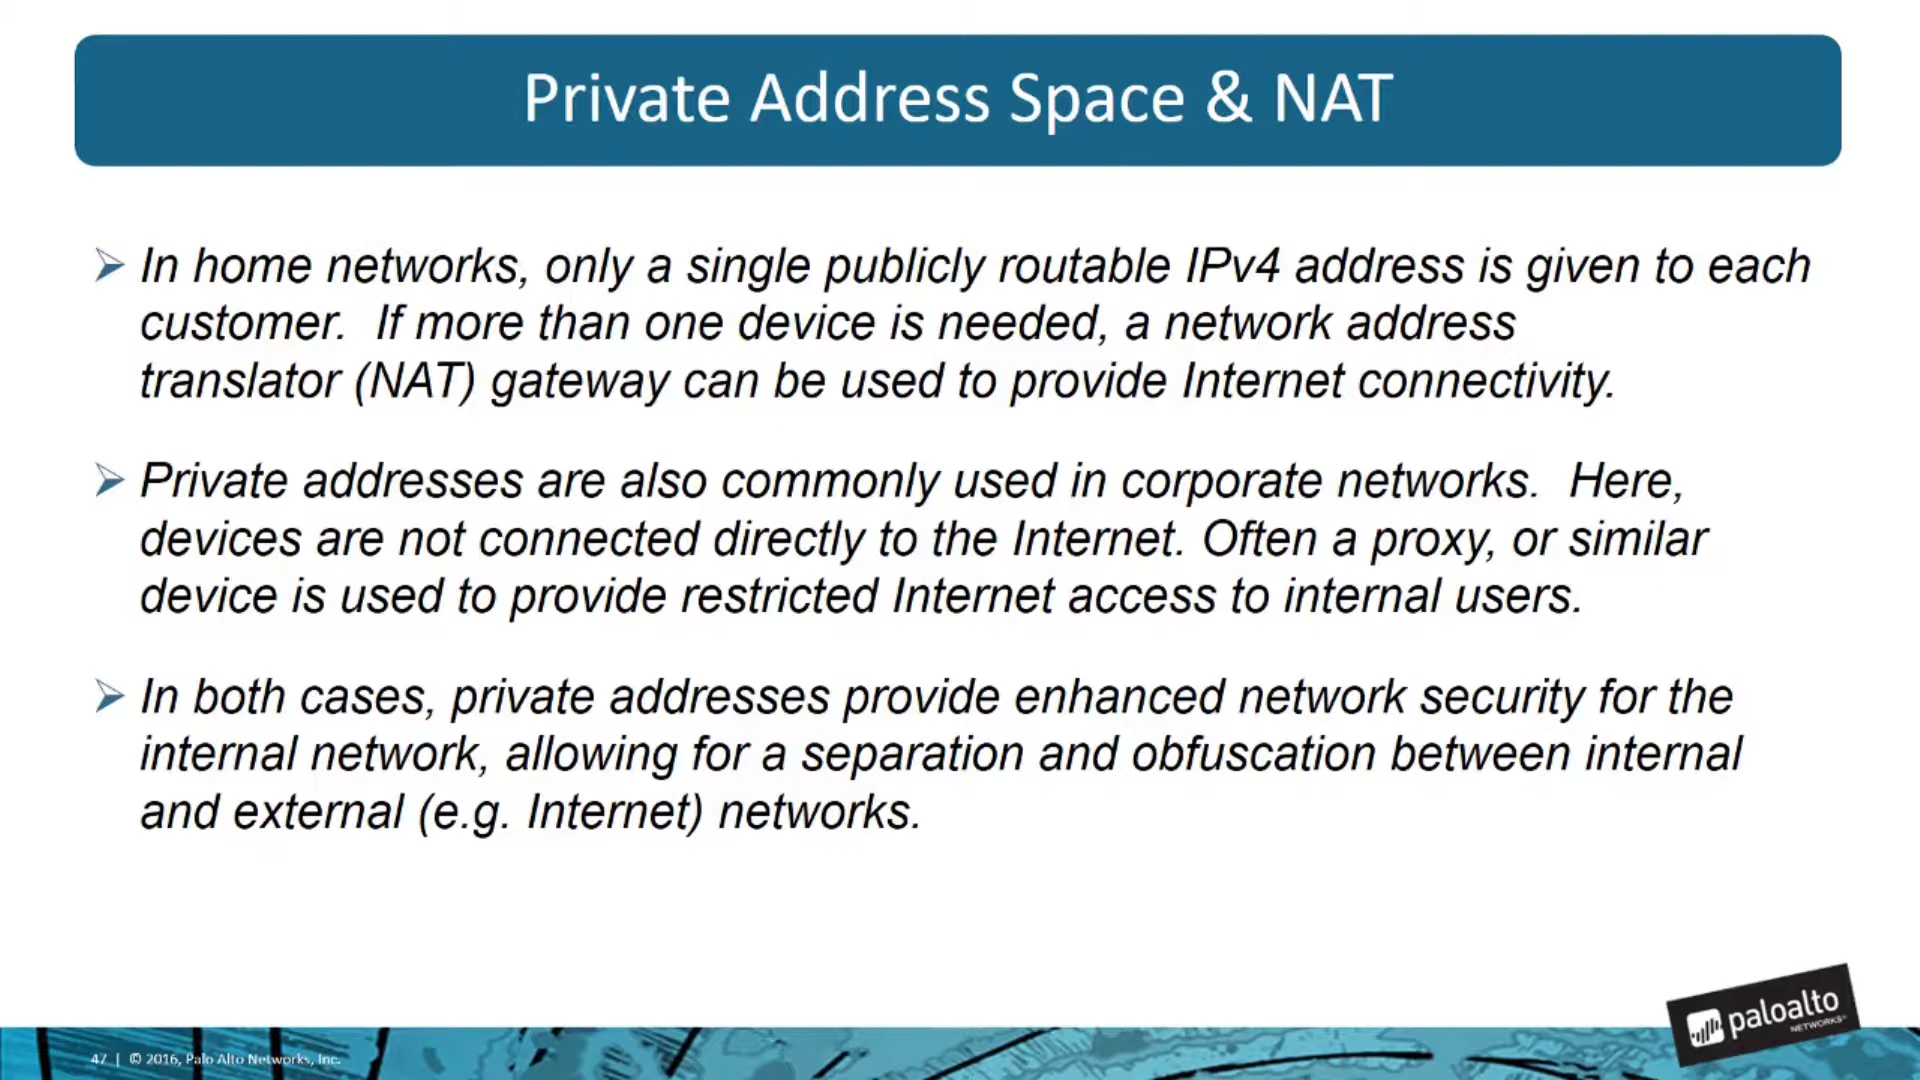 Private Address Space & NAT
➢ In home networks, only a single publicly routable IPv4 address is given to each
customer.  If more than one device is needed, a network address
translator (NAT) gateway can be used to provide Internet connectivity.
➢ Private addresses are also commonly used in corporate networks.  Here,
devices are not connected directly to the Internet. Often a proxy, or similar
device is used to provide restricted Internet access to internal users.
➢ In both cases, private addresses provide enhanced network security for the
internal network, allowing for a separation and obfuscation between internal
and external (e.g. Internet) networks.
paloalto
NETWORKS
47 | © 2016, Palo Alto Networks, Inc.